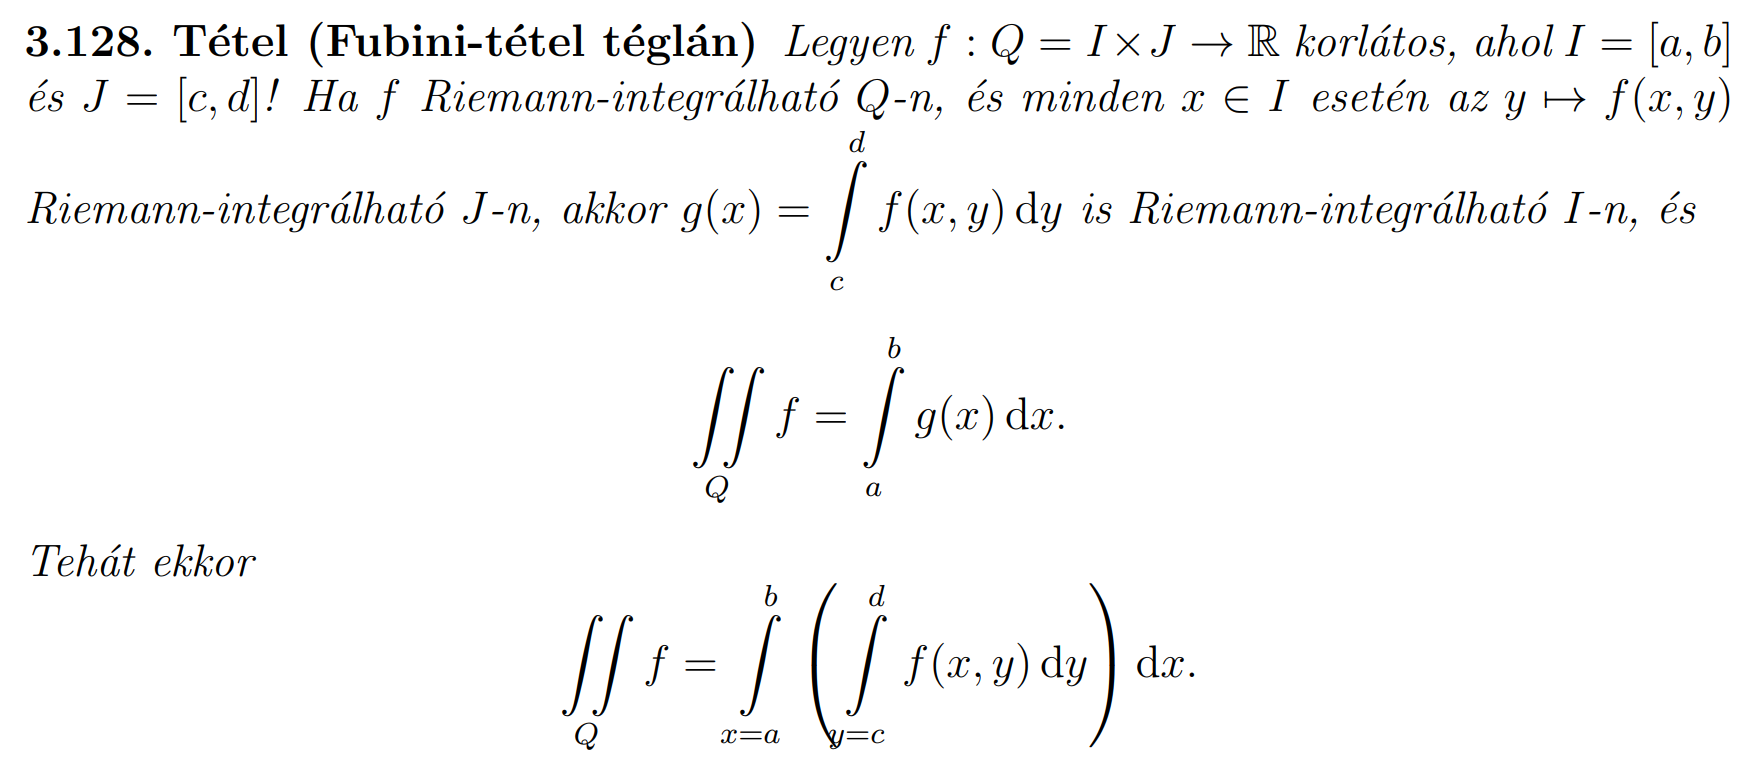 3.128. Tétel (Fubini-tétel téglán) Legyen f : Q = I × J → ℝ korlátos, ahol I = [a, b]
és J = [c, d]! Ha f Riemann-integrálható Q-n, és minden x ∈ I esetén az y ↦ f(x, y)
Riemann-integrálható J-n, akkor g(x) = ∫_c^d f(x, y) dy is Riemann-integrálható I-n, és
∬_Q f = ∫_a^b g(x) dx.
Tehát ekkor
∬_Q f = ∫_{x=a}^b ( ∫_{y=c}^d f(x, y) dy ) dx.